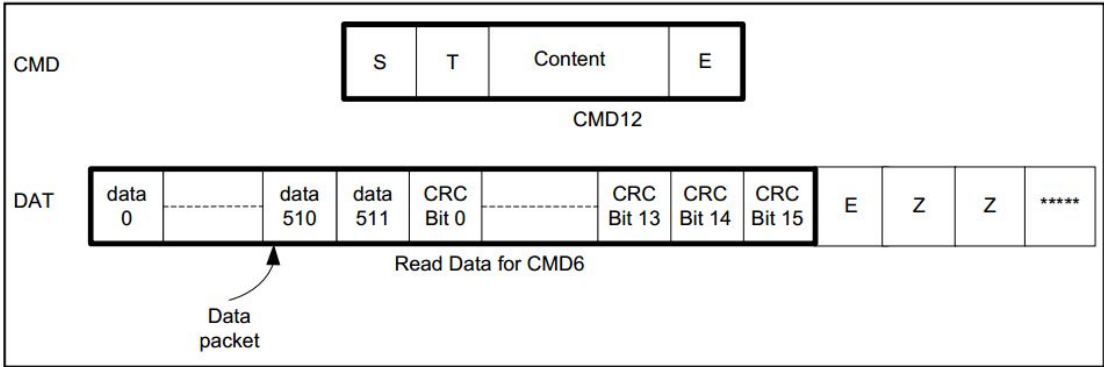 CMD
S
T
Content
E
CMD12
DAT
data
0
data
510
data
511
CRC
Bit 0
CRC
Bit 13
CRC
Bit 14
CRC
Bit 15
E
Z
Z
*****
Read Data for CMD6
Data
packet